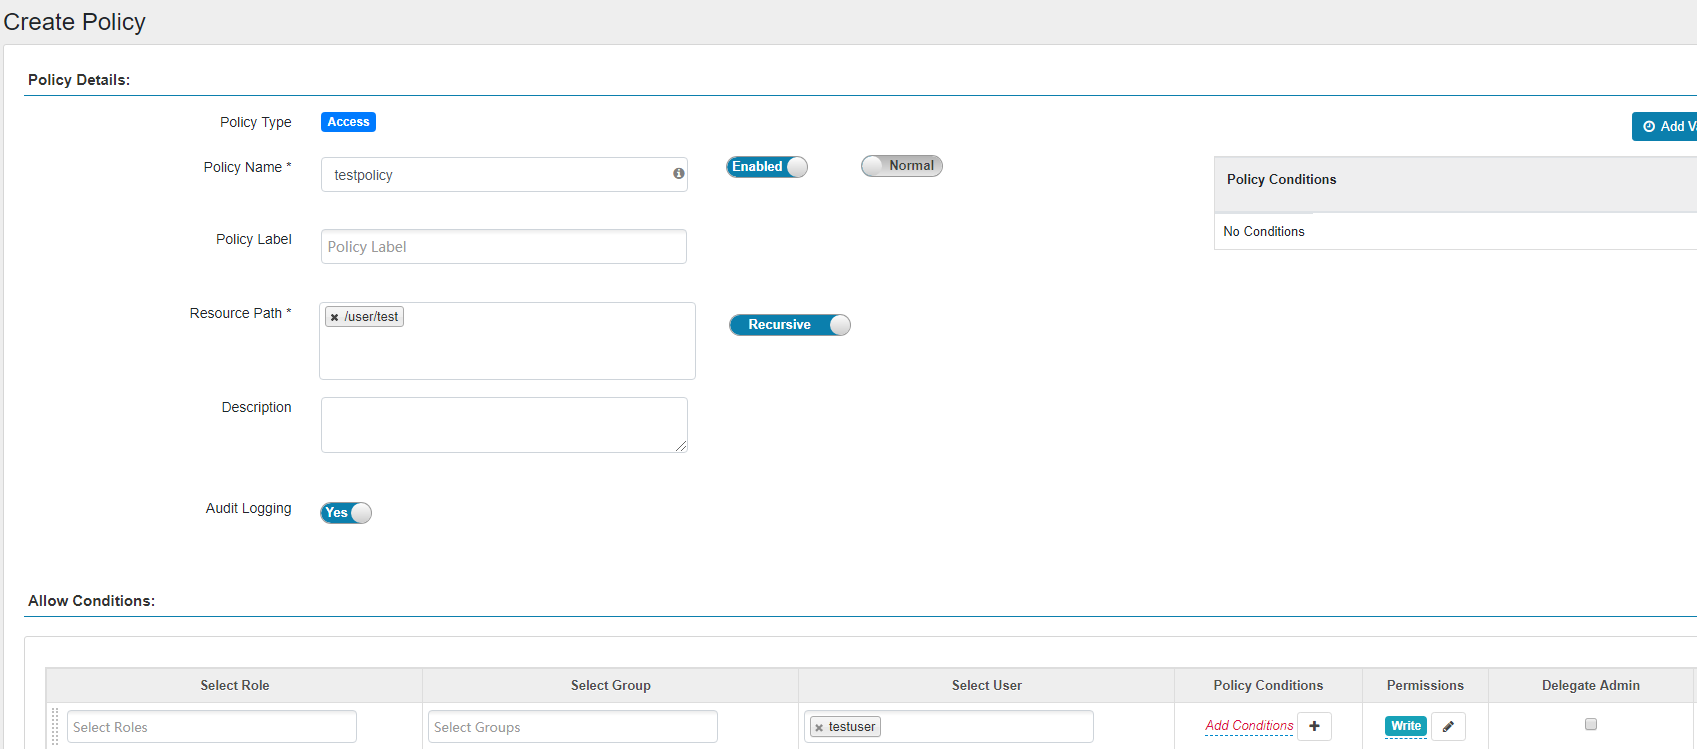 Create Policy
Policy Details:
Policy Type Access Add Va
Policy Name * testpolicy Enabled Normal
Policy Conditions
No Conditions
Policy Label Policy Label
Resource Path * /user/test Recursive
Description
Audit Logging Yes
Allow Conditions:
Select Role Select Group Select User Policy Conditions Permissions Delegate Admin
Select Roles Select Groups testuser Add Conditions Write